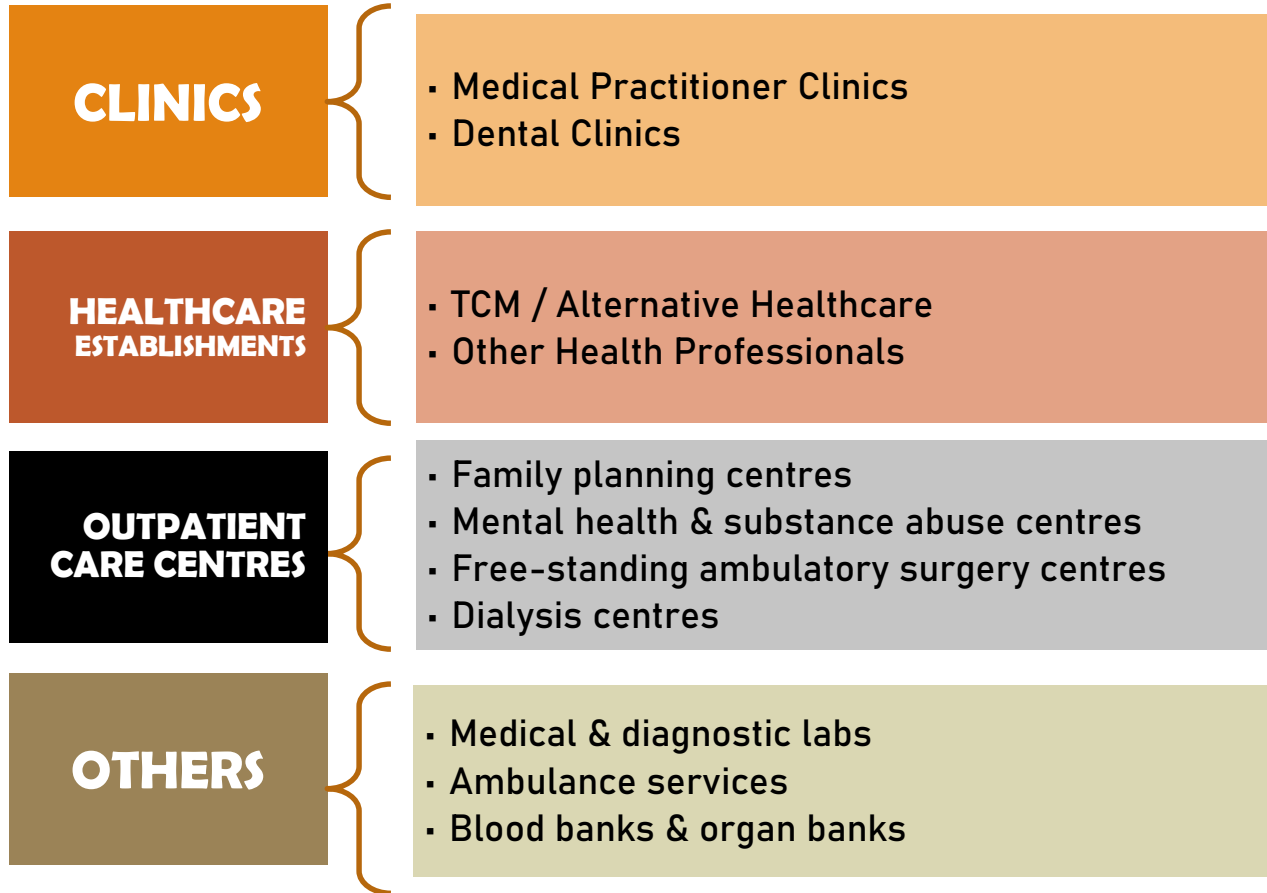 CLINICS
▪ Medical Practitioner Clinics
▪ Dental Clinics
HEALTHCARE
ESTABLISHMENTS
▪ TCM / Alternative Healthcare
▪ Other Health Professionals
OUTPATIENT
CARE CENTRES
▪ Family planning centres
▪ Mental health & substance abuse centres
▪ Free-standing ambulatory surgery centres
▪ Dialysis centres
OTHERS
▪ Medical & diagnostic labs
▪ Ambulance services
▪ Blood banks & organ banks